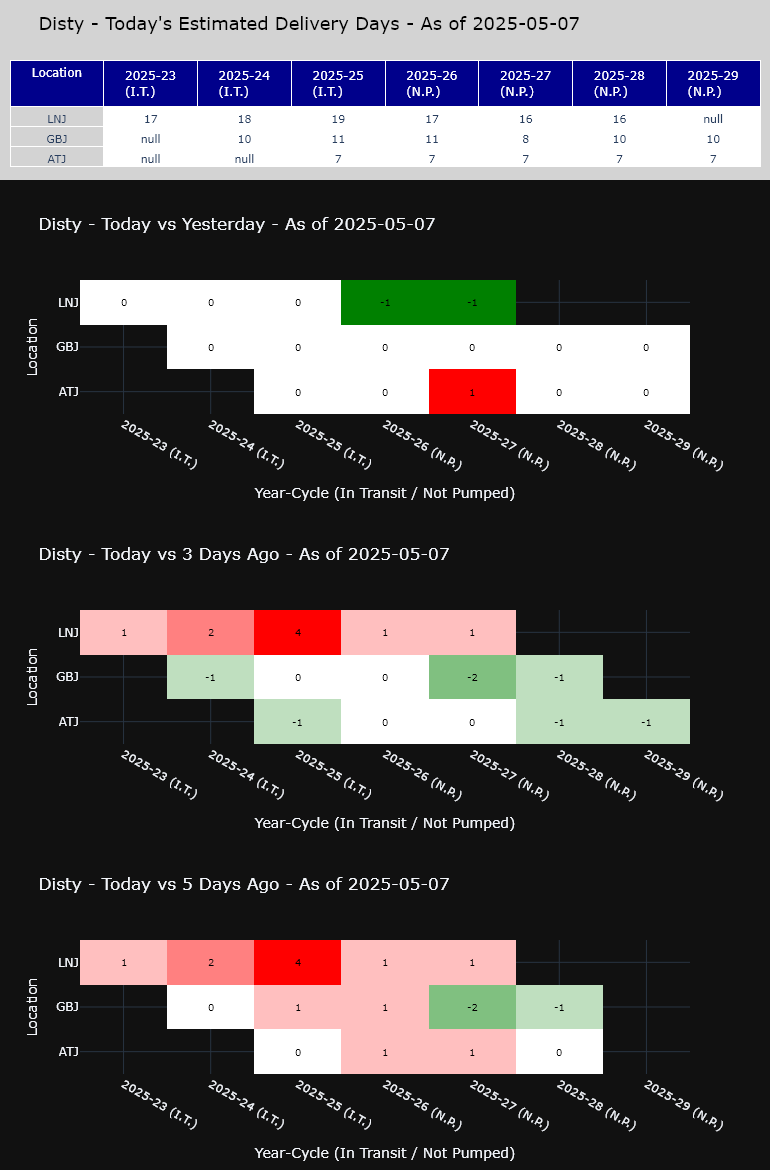 Disty - Today's Estimated Delivery Days - As of 2025-05-07
Location 2025-23 (I.T.) 2025-24 (I.T.) 2025-25 (I.T.) 2025-26 (N.P.) 2025-27 (N.P.) 2025-28 (N.P.) 2025-29 (N.P.)
LNJ 17 18 19 17 16 16 null
GBJ null 10 11 11 8 10 10
ATJ null null 7 7 7 7 7
Disty - Today vs Yesterday - As of 2025-05-07
Location
LNJ 0 0 0 -1 -1
GBJ 0 0 0 0 0 0
ATJ 0 0 1 0 0
2025-23 (I.T.) 2025-24 (I.T.) 2025-25 (I.T.) 2025-26 (N.P.) 2025-27 (N.P.) 2025-28 (N.P.) 2025-29 (N.P.)
Year-Cycle (In Transit / Not Pumped)
Disty - Today vs 3 Days Ago - As of 2025-05-07
Location
LNJ 1 2 4 1 1
GBJ -1 0 0 -2 -1
ATJ -1 0 0 -1 -1
2025-23 (I.T.) 2025-24 (I.T.) 2025-25 (I.T.) 2025-26 (N.P.) 2025-27 (N.P.) 2025-28 (N.P.) 2025-29 (N.P.)
Year-Cycle (In Transit / Not Pumped)
Disty - Today vs 5 Days Ago - As of 2025-05-07
Location
LNJ 1 2 4 1 1
GBJ 0 1 1 -2 -1
ATJ 0 1 1 0
2025-23 (I.T.) 2025-24 (I.T.) 2025-25 (I.T.) 2025-26 (N.P.) 2025-27 (N.P.) 2025-28 (N.P.) 2025-29 (N.P.)
Year-Cycle (In Transit / Not Pumped)